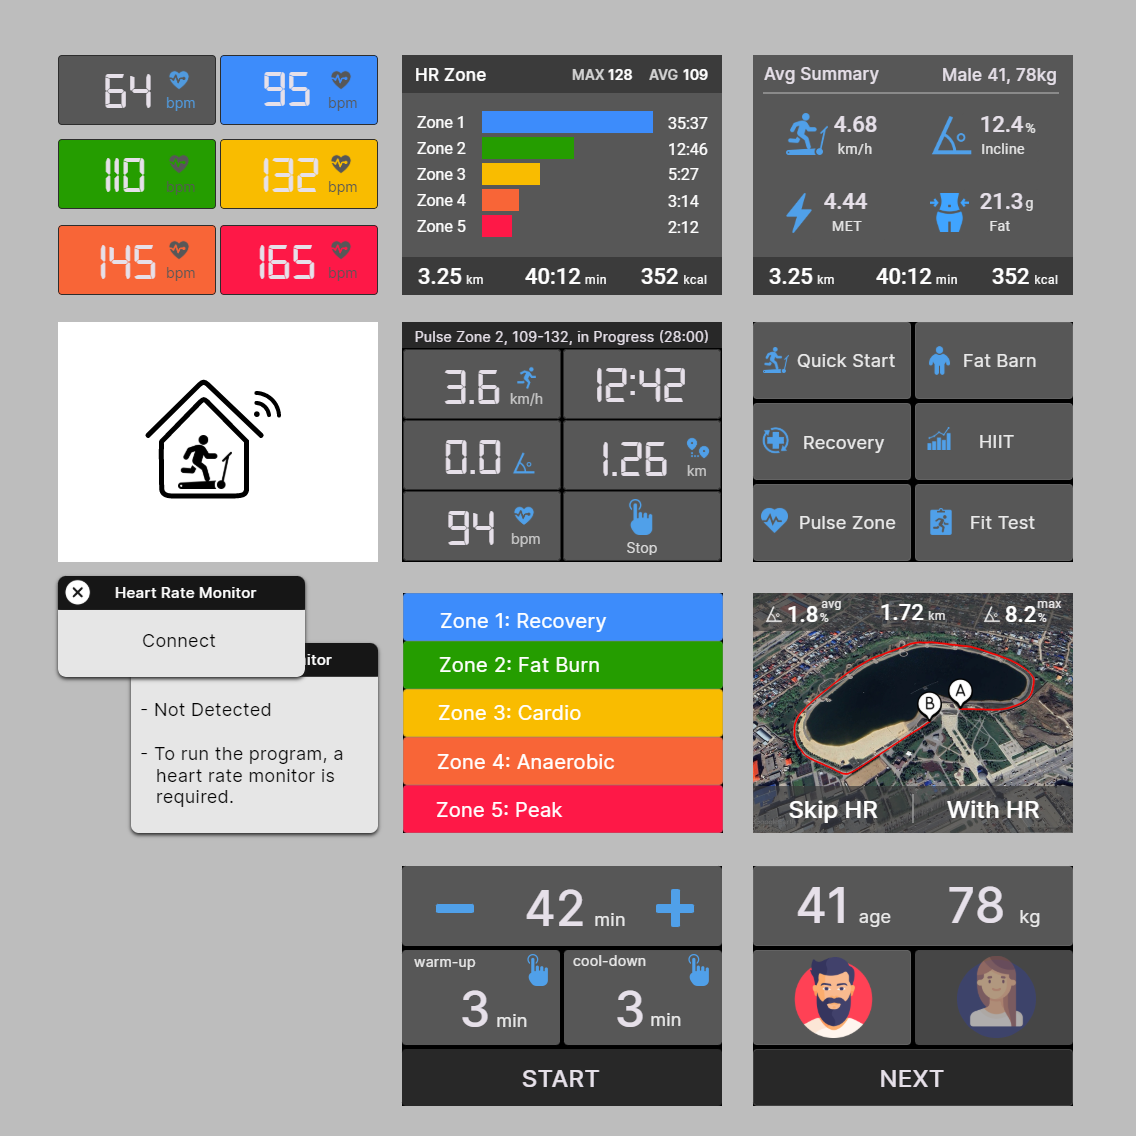 64 bpm
95 bpm
110 bpm
132 bpm
145 bpm
165 bpm
HR Zone MAX 128 AVG 109
Zone 1 35:37
Zone 2 12:46
Zone 3 5:27
Zone 4 3:14
Zone 5 2:12
3.25 km 40:12 min 352 kcal
Avg Summary Male 41, 78kg
4.68 km/h
12.4% Incline
4.44 MET
21.3g Fat
3.25 km 40:12 min 352 kcal
Pulse Zone 2, 109-132, in Progress (28:00)
3.6 km/h
12:42
0.0
1.26 km
94 bpm
Stop
Quick Start
Fat Barn
Recovery
HIIT
Pulse Zone
Fit Test
Heart Rate Monitor
Connect
itor
- Not Detected
- To run the program, a
heart rate monitor is
required.
Zone 1: Recovery
Zone 2: Fat Burn
Zone 3: Cardio
Zone 4: Anaerobic
Zone 5: Peak
1.8% avg
1.72 km
8.2% max
A
B
Skip HR
With HR
42 min
warm-up
3 min
cool-down
3 min
START
41 age
78 kg
NEXT